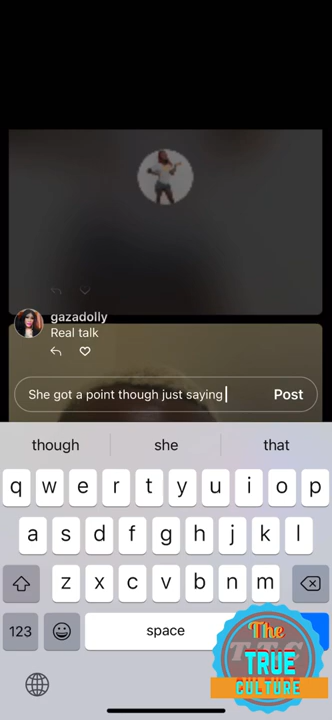 gazadolly
Real talk
She got a point though just saying
Post
though she that
q w e r t y u i o p
a s d f g h j k l
z x c v b n m
123 space
The
TRUE
CULTURE